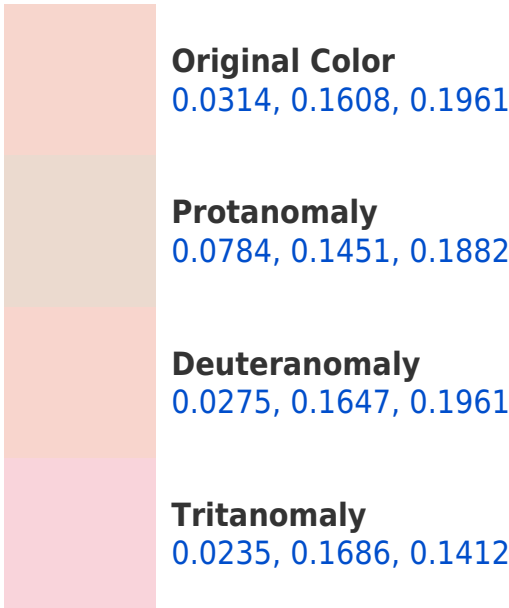 Original Color
0.0314, 0.1608, 0.1961
Protanomaly
0.0784, 0.1451, 0.1882
Deuteranomaly
0.0275, 0.1647, 0.1961
Tritanomaly
0.0235, 0.1686, 0.1412